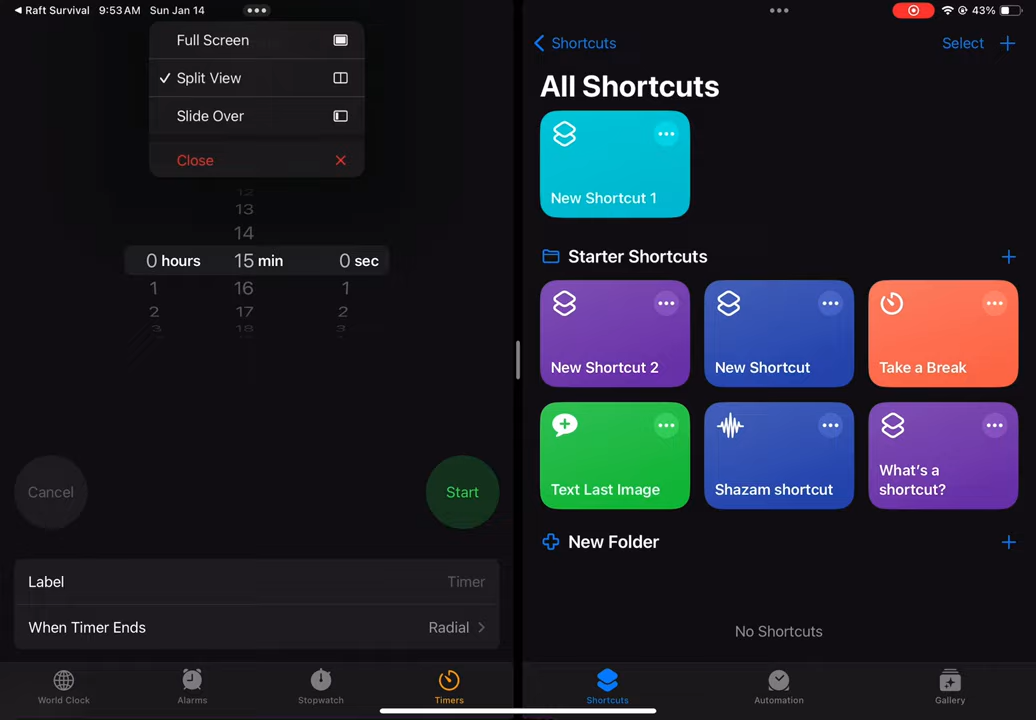 ◀ Raft Survival 9:53 AM Sun Jan 14
43%
Full Screen
Split View
Slide Over
Close
12
13
14
0 hours 15 min 0 sec
1 16 1
2 17 2
3 18 3
Cancel
Start
Label Timer
When Timer Ends Radial
World Clock Alarms Stopwatch Timers
Shortcuts
Select
All Shortcuts
New Shortcut 1
Starter Shortcuts
New Shortcut 2
New Shortcut
Take a Break
Text Last Image
Shazam shortcut
What's a
shortcut?
New Folder
No Shortcuts
Shortcuts Automation Gallery